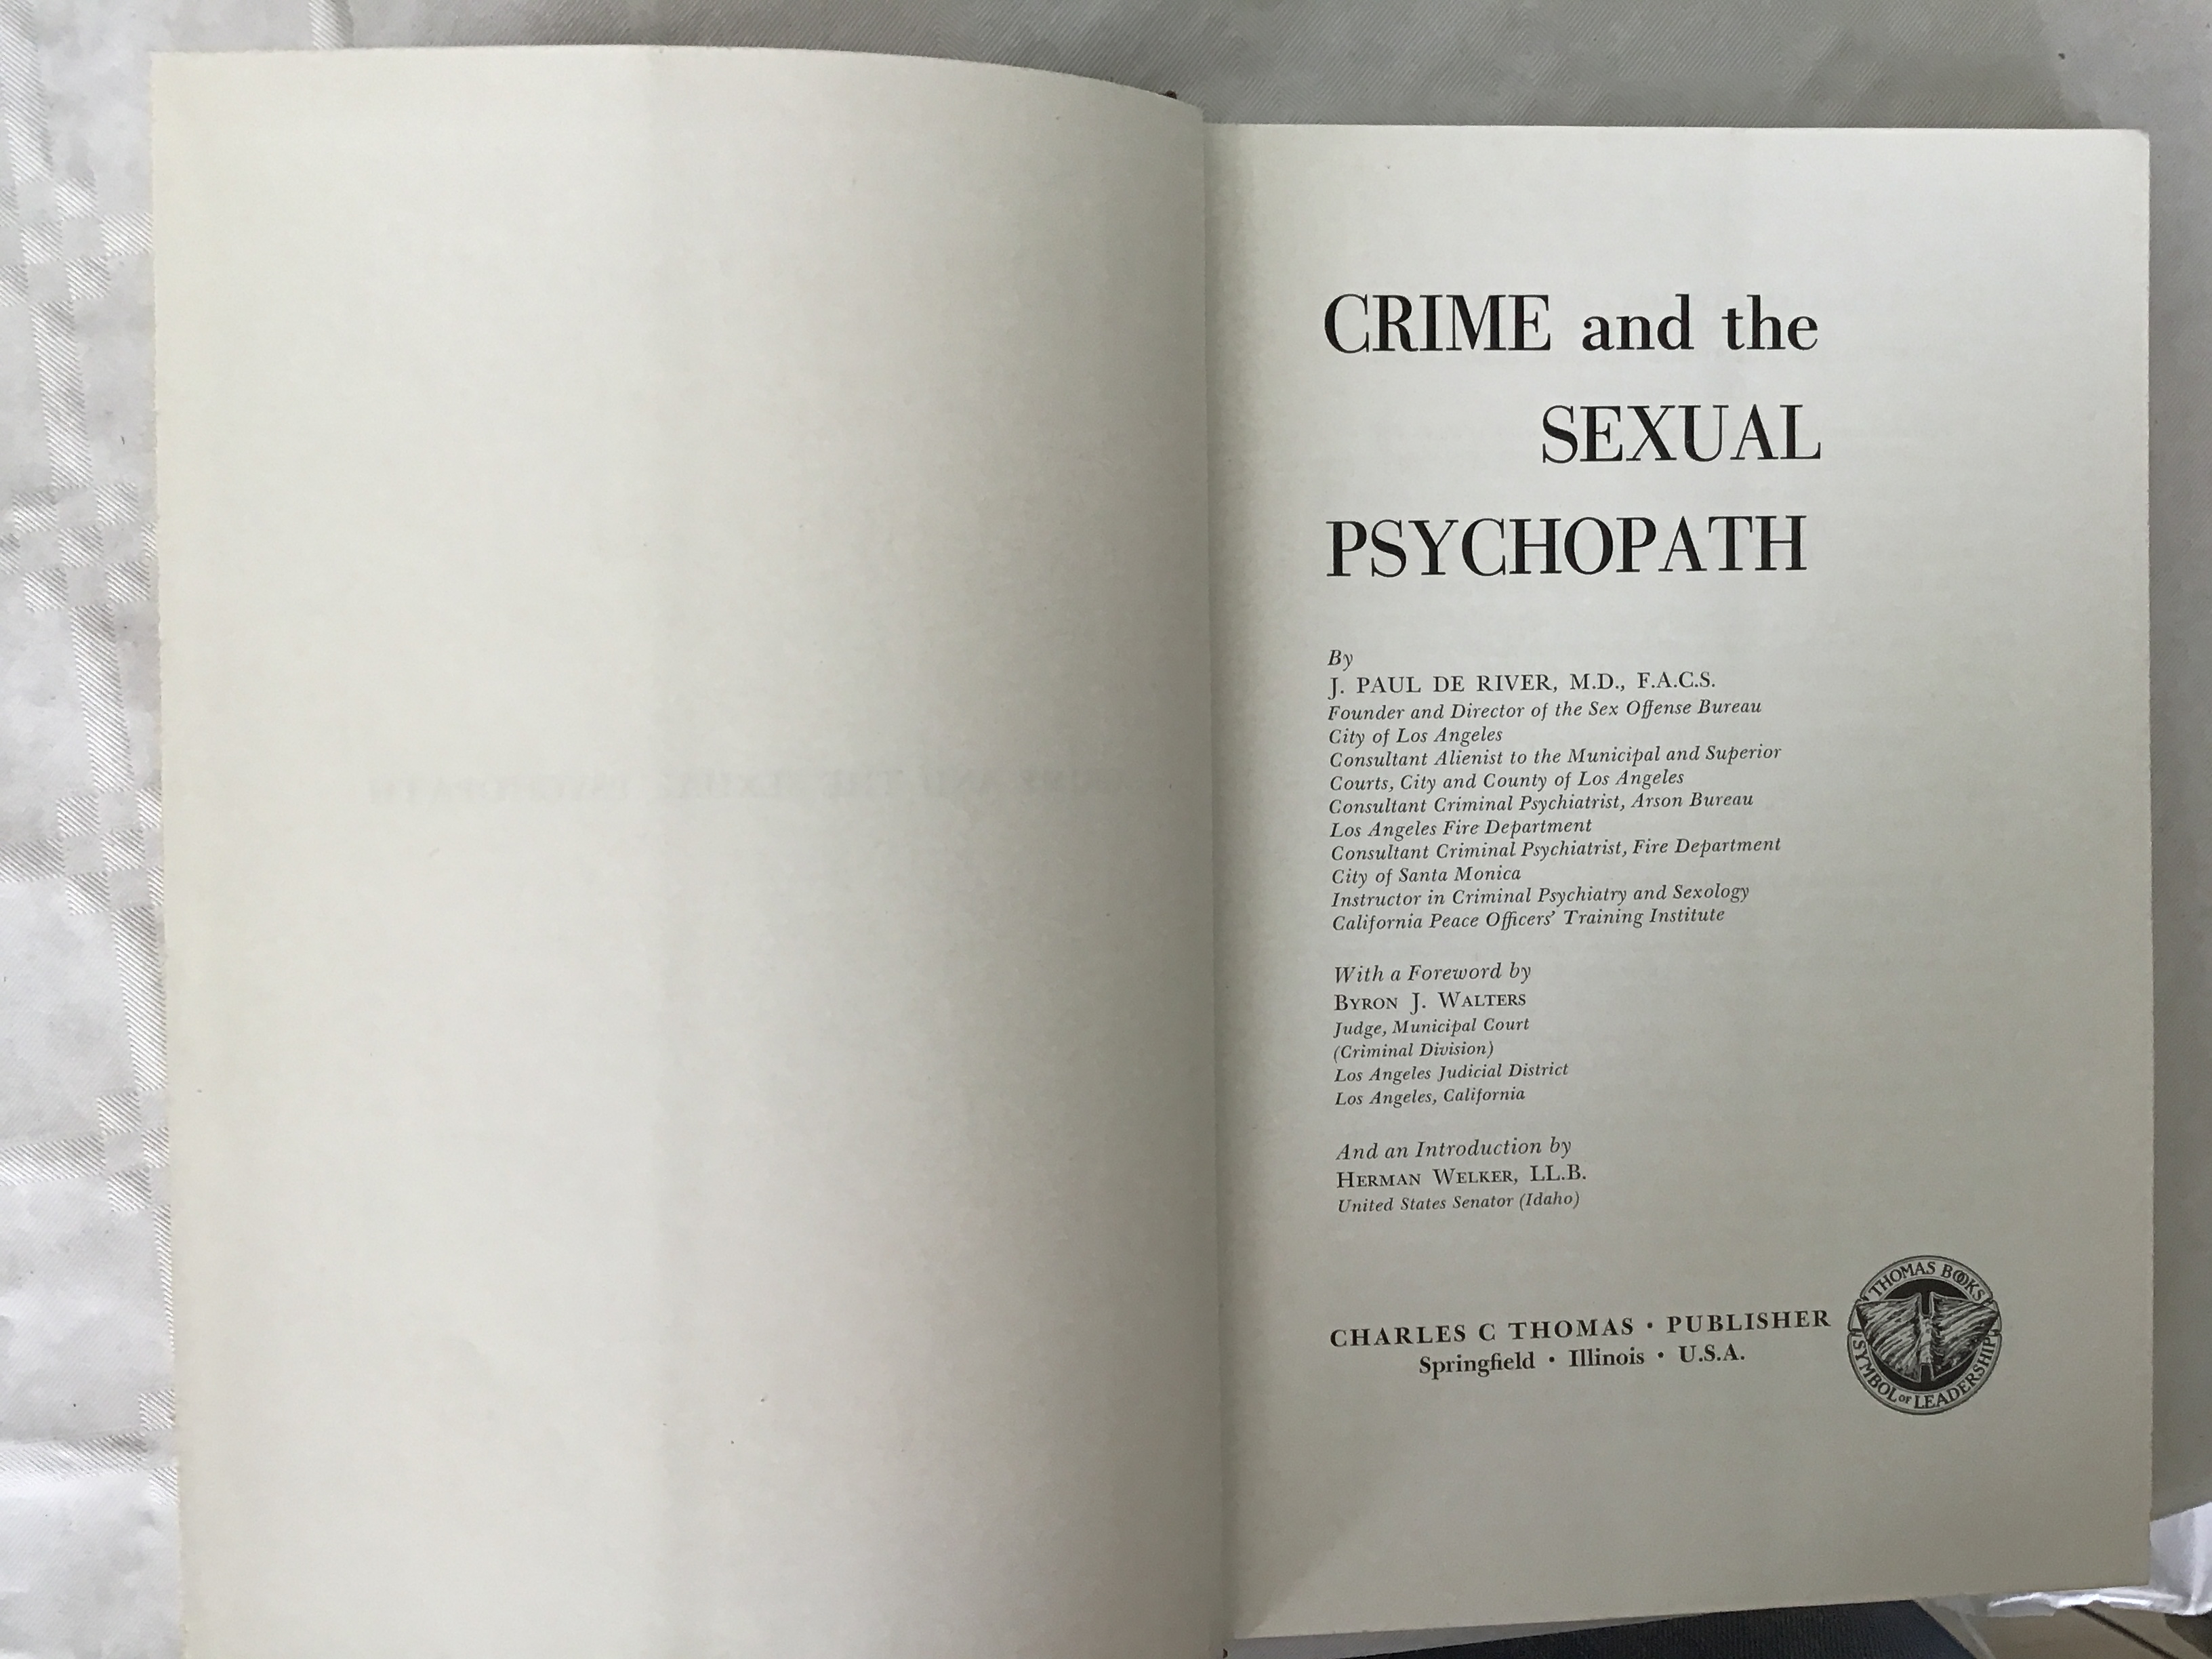 CRIME and the
SEXUAL
PSYCHOPATH
By
J. PAUL DE RIVER, M.D., F.A.C.S.
Founder and Director of the Sex Offense Bureau
City of Los Angeles
Consultant Alienist to the Municipal and Superior
Courts, City and County of Los Angeles
Consultant Criminal Psychiatrist, Arson Bureau
Los Angeles Fire Department
Consultant Criminal Psychiatrist, Fire Department
City of Santa Monica
Instructor in Criminal Psychiatry and Sexology
California Peace Officers' Training Institute
With a Foreword by
BYRON J. WALTERS
Judge, Municipal Court
(Criminal Division)
Los Angeles Judicial District
Los Angeles, California
And an Introduction by
HERMAN WELKER, LL.B.
United States Senator (Idaho)
CHARLES C THOMAS • PUBLISHER
Springfield • Illinois • U.S.A.
THOMAS BOOKS
SYMBOL OF LEADERSHIP